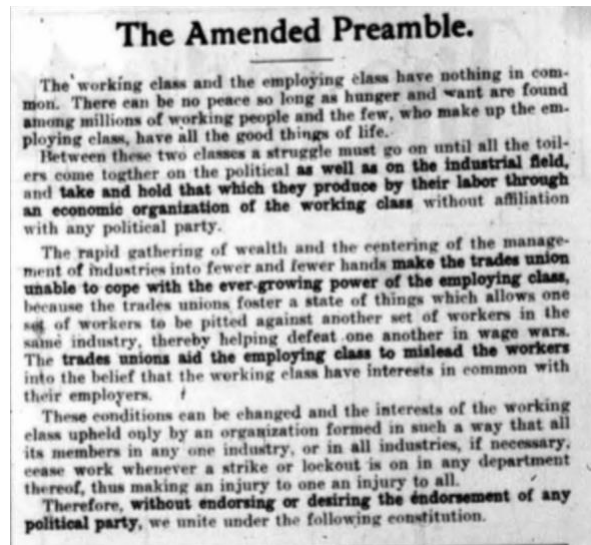 The Amended Preamble.
The working class and the employing class have nothing in com-
mon. There can be no peace so long as hunger and want are found
among millions of working people and the few, who make up the em-
ploying class, have all the good things of life.
Between these two classes a struggle must go on until all the toil-
ers come togther on the political as well as on the industrial field,
and take and hold that which they produce by their labor through
an economic organization of the working class without affiliation
with any political party.
The rapid gathering of wealth and the centering of the manage-
ment of industries into fewer and fewer hands make the trades union
unable to cope with the ever-growing power of the employing class,
because the trades unions foster a state of things which allows one
set of workers to be pitted against another set of workers in the
same industry, thereby helping defeat one another in wage wars.
The trades unions aid the employing class to mislead the workers
into the belief that the working class have interests in common with
their employers.
These conditions can be changed and the interests of the working
class upheld only by an organization formed in such a way that all
its members in any one industry, or in all industries, if necessary,
cease work whenever a strike or lockout is on in any department
thereof, thus making an injury to one an injury to all.
Therefore, without endorsing or desiring the endorsement of any
political party, we unite under the following constitution.